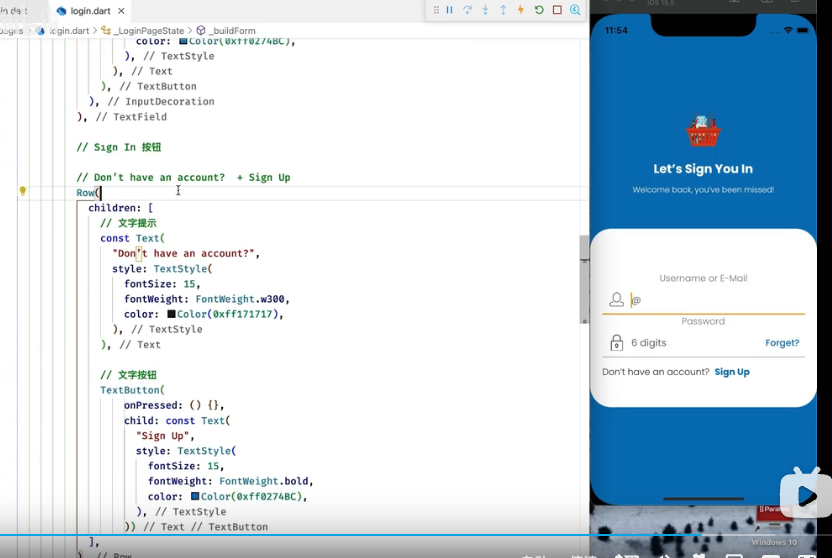 in.dart
login.dart ×
pages > login.dart > _LoginPageState > _buildForm
color: Color(0xff0274BC),
), // TextStyle
), // Text
), // TextButton
), // InputDecoration
), // TextField
// Sign In 按钮
// Don't have an account?  + Sign Up
Row(
children: [
// 文字提示
const Text(
"Don’t have an account?",
style: TextStyle(
fontSize: 15,
fontWeight: FontWeight.w300,
color: Color(0xff171717),
), // TextStyle
), // Text
// 文字按钮
TextButton(
onPressed: () {},
child: const Text(
"Sign Up",
style: TextStyle(
fontSize: 15,
fontWeight: FontWeight.bold,
color: Color(0xff0274BC),
), // TextStyle
)) // Text // TextButton
],
) // Row
iOS 15.5
11:54
Let’s Sign You In
Welcome back, you’ve been missed!
Username or E-Mail
@
Password
6 digits
Forget?
Don’t have an account? Sign Up
Parallels
Windows 10